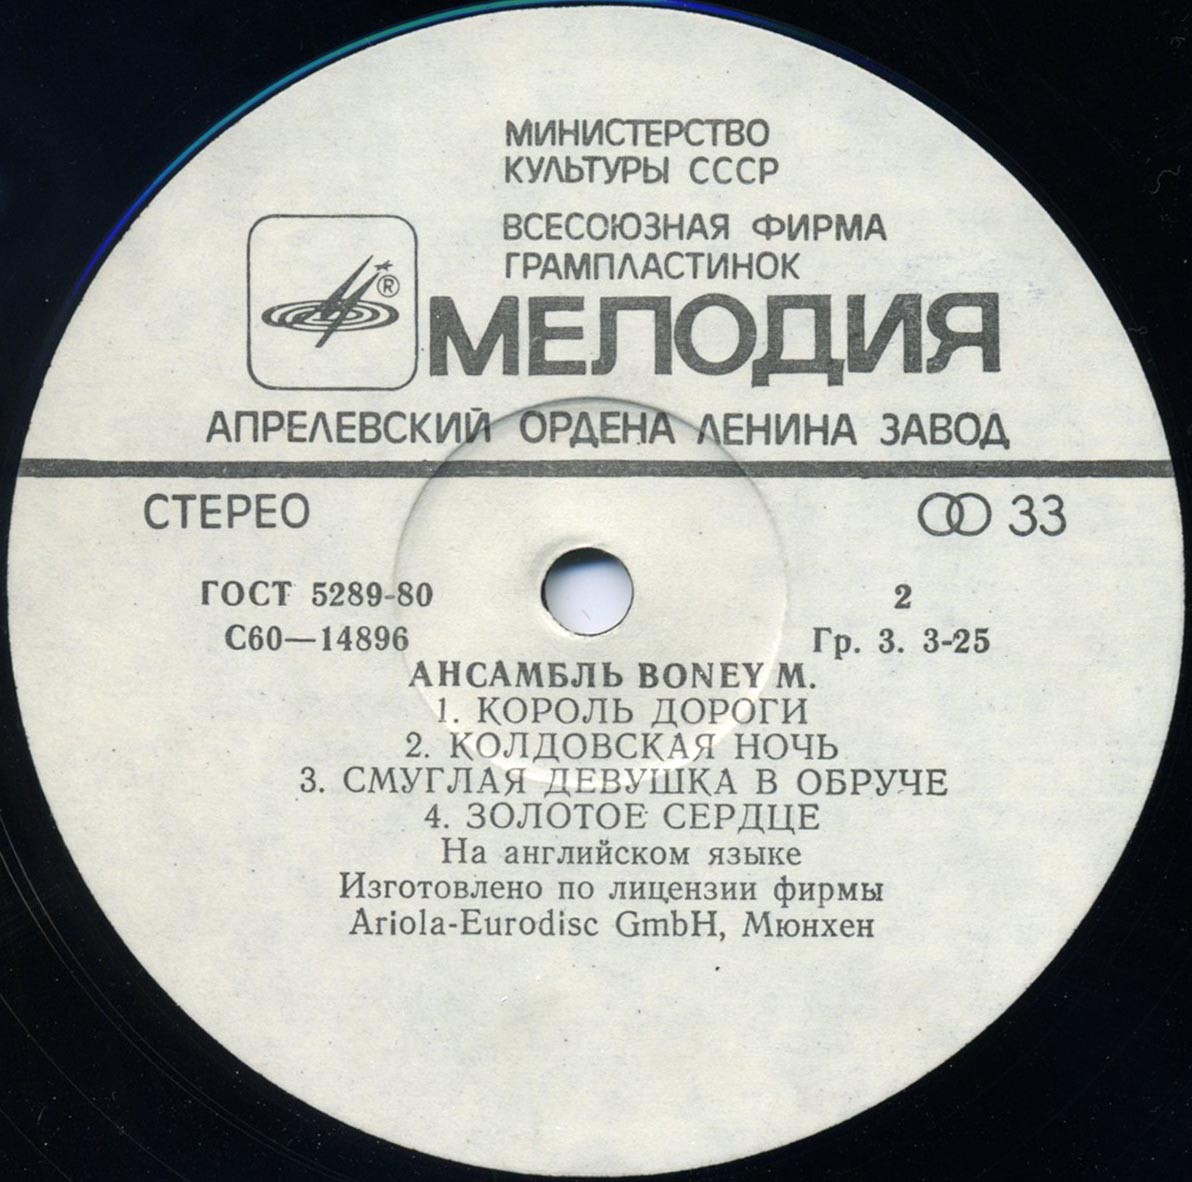 МИНИСТЕРСТВО
КУЛЬТУРЫ СССР
ВСЕСОЮЗНАЯ ФИРМА
ГРАМПЛАСТИНОК
®
МЕЛОДИЯ
АПРЕЛЕВСКИЙ ОРДЕНА ЛЕНИНА ЗАВОД
СТЕРЕО 33
ГОСТ 5289-80 2
С60—14896 Гр. 3. 3-25
АНСАМБЛЬ BONEY M.
1. КОРОЛЬ ДОРОГИ
2. КОЛДОВСКАЯ НОЧЬ
3. СМУГЛАЯ ДЕВУШКА В ОБРУЧЕ
4. ЗОЛОТОЕ СЕРДЦЕ
На английском языке
Изготовлено по лицензии фирмы
Ariola-Eurodisc GmbH, Мюнхен